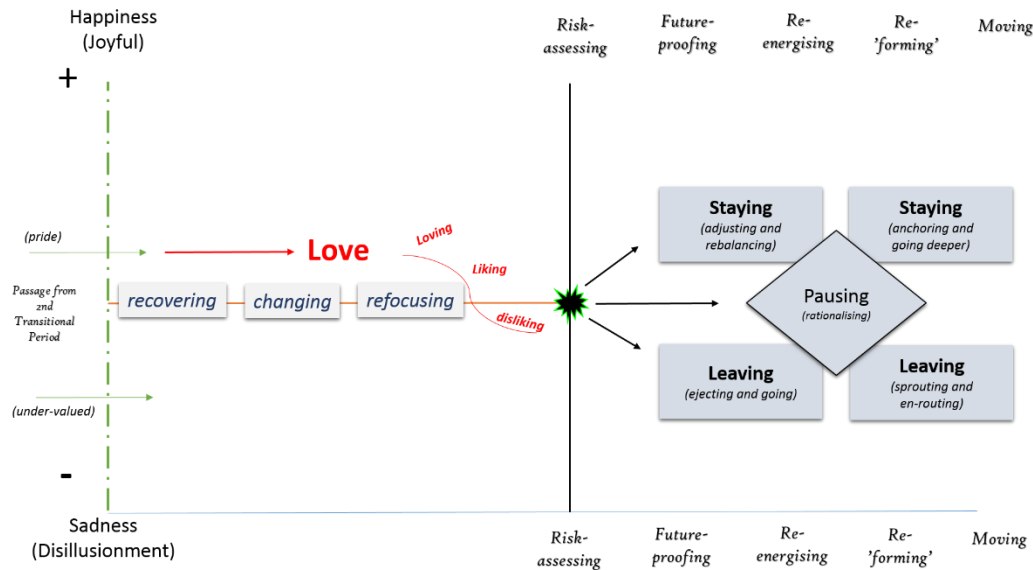 Happiness
(Joyful)
Risk-
assessing
Future-
proofing
Re-
energising
Re-
'forming'
Moving
+
(pride)
Love
Loving
Liking
disliking
Passage from
2nd
Transitional
Period
recovering
changing
refocusing
(under-valued)
-
Staying
(adjusting and
rebalancing)
Staying
(anchoring and
going deeper)
Pausing
(rationalising)
Leaving
(ejecting and going)
Leaving
(sprouting and
en-routing)
Sadness
(Disillusionment)
Risk-
assessing
Future-
proofing
Re-
energising
Re-
'forming'
Moving